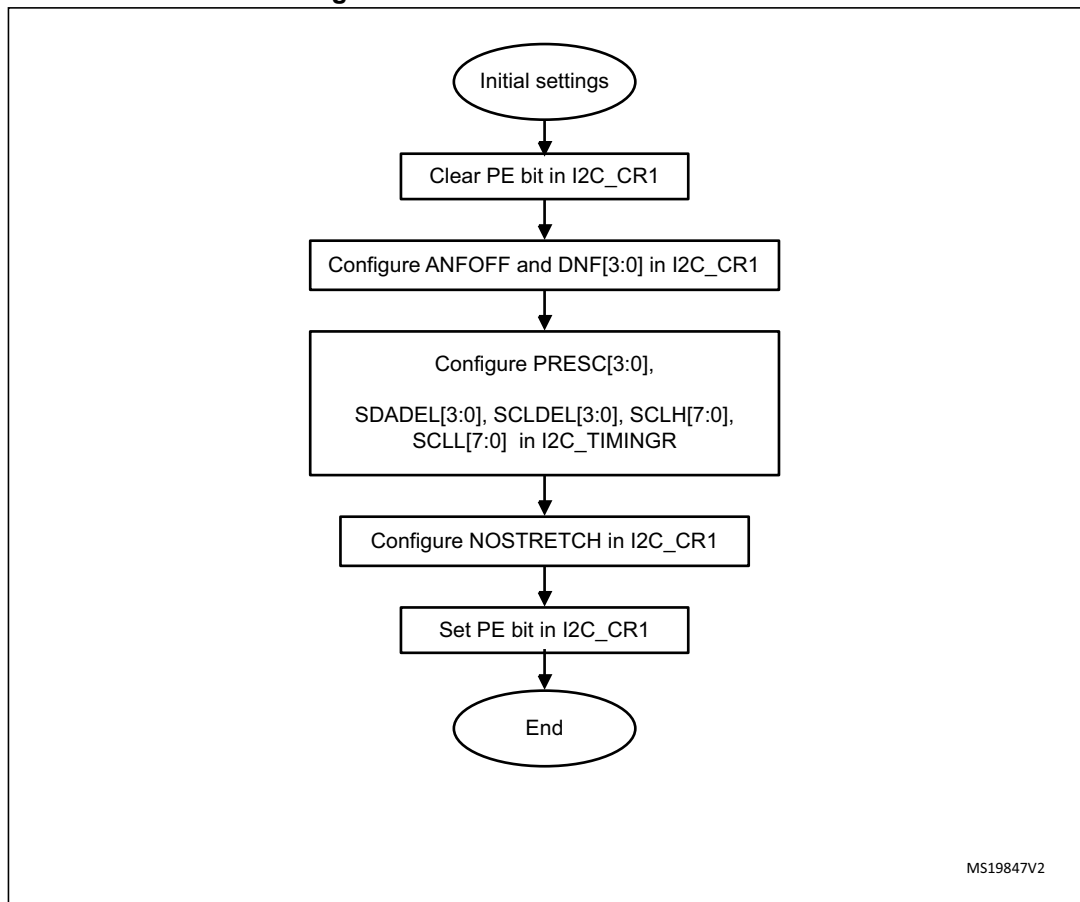 Initial settings
Clear PE bit in I2C_CR1
Configure ANFOFF and DNF[3:0] in I2C_CR1
Configure PRESC[3:0],
SDADEL[3:0], SCLDEL[3:0], SCLH[7:0],
SCLL[7:0] in I2C_TIMINGR
Configure NOSTRETCH in I2C_CR1
Set PE bit in I2C_CR1
End
MS19847V2